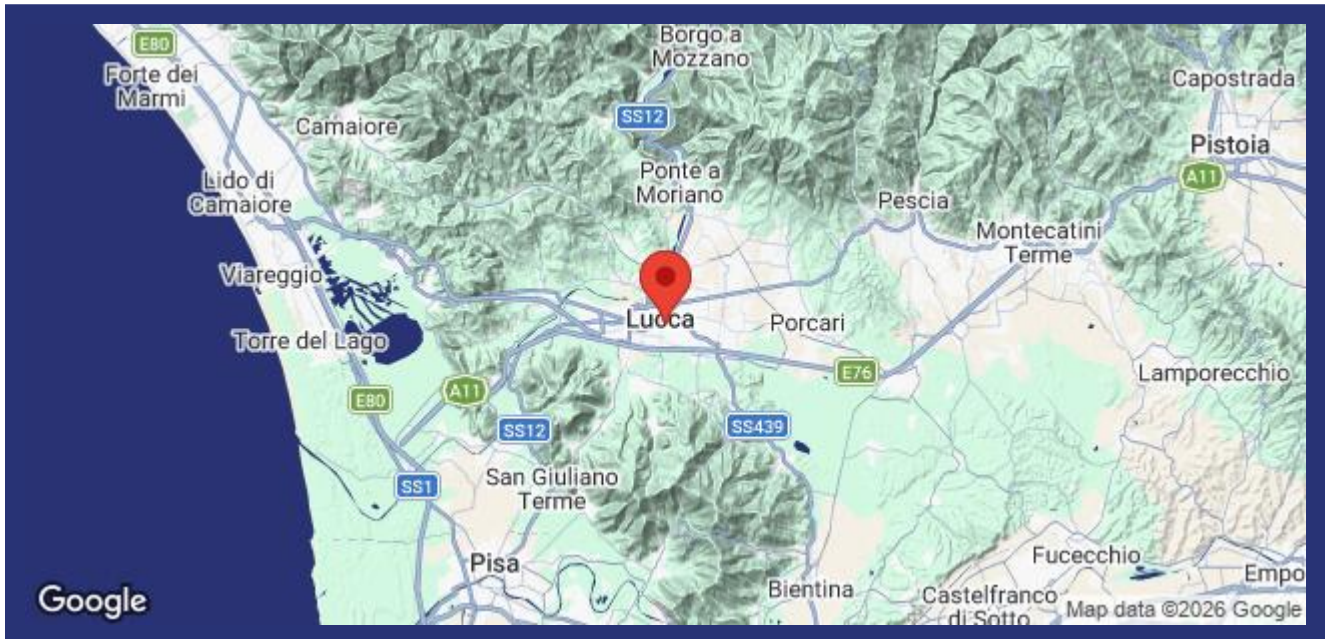 Borgo a
Mozzano
E80
Forte dei
Marmi
Capostrada
SS12
Camaiore
Pistoia
Ponte a
Moriano
A11
Lido di
Camaiore
Pescia
Montecatini
Terme
Viareggio
Lucca
Porcari
Torre del Lago
E76
Lamporecchio
A11
E80
SS12
SS439
SS1
San Giuliano
Terme
Pisa
Fucecchio
Empo
Bientina
Castelfranco
di Sotto
Google
Map data ©2026 Google